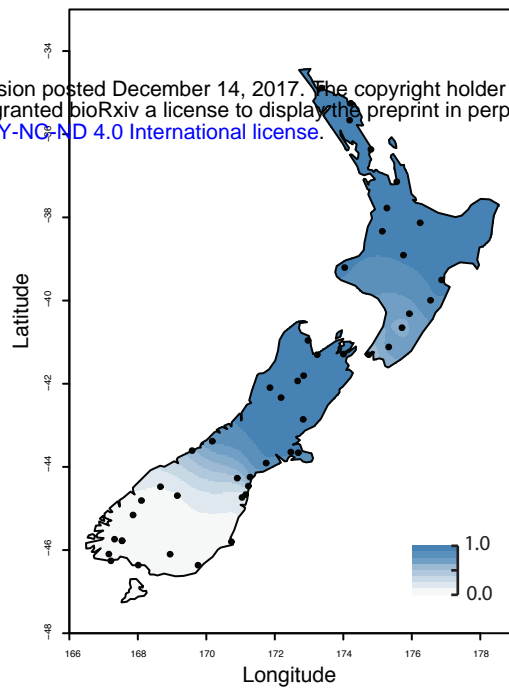 -34
sion posted December 14, 2017. The copyright holder
granted bioRxiv a license to display the preprint in perp
Y-NC-ND 4.0 International license.
-36
-38
-40
-42
-44
-46
-48
Latitude
1.0
0.0
166 168 170 172 174 176 178
Longitude